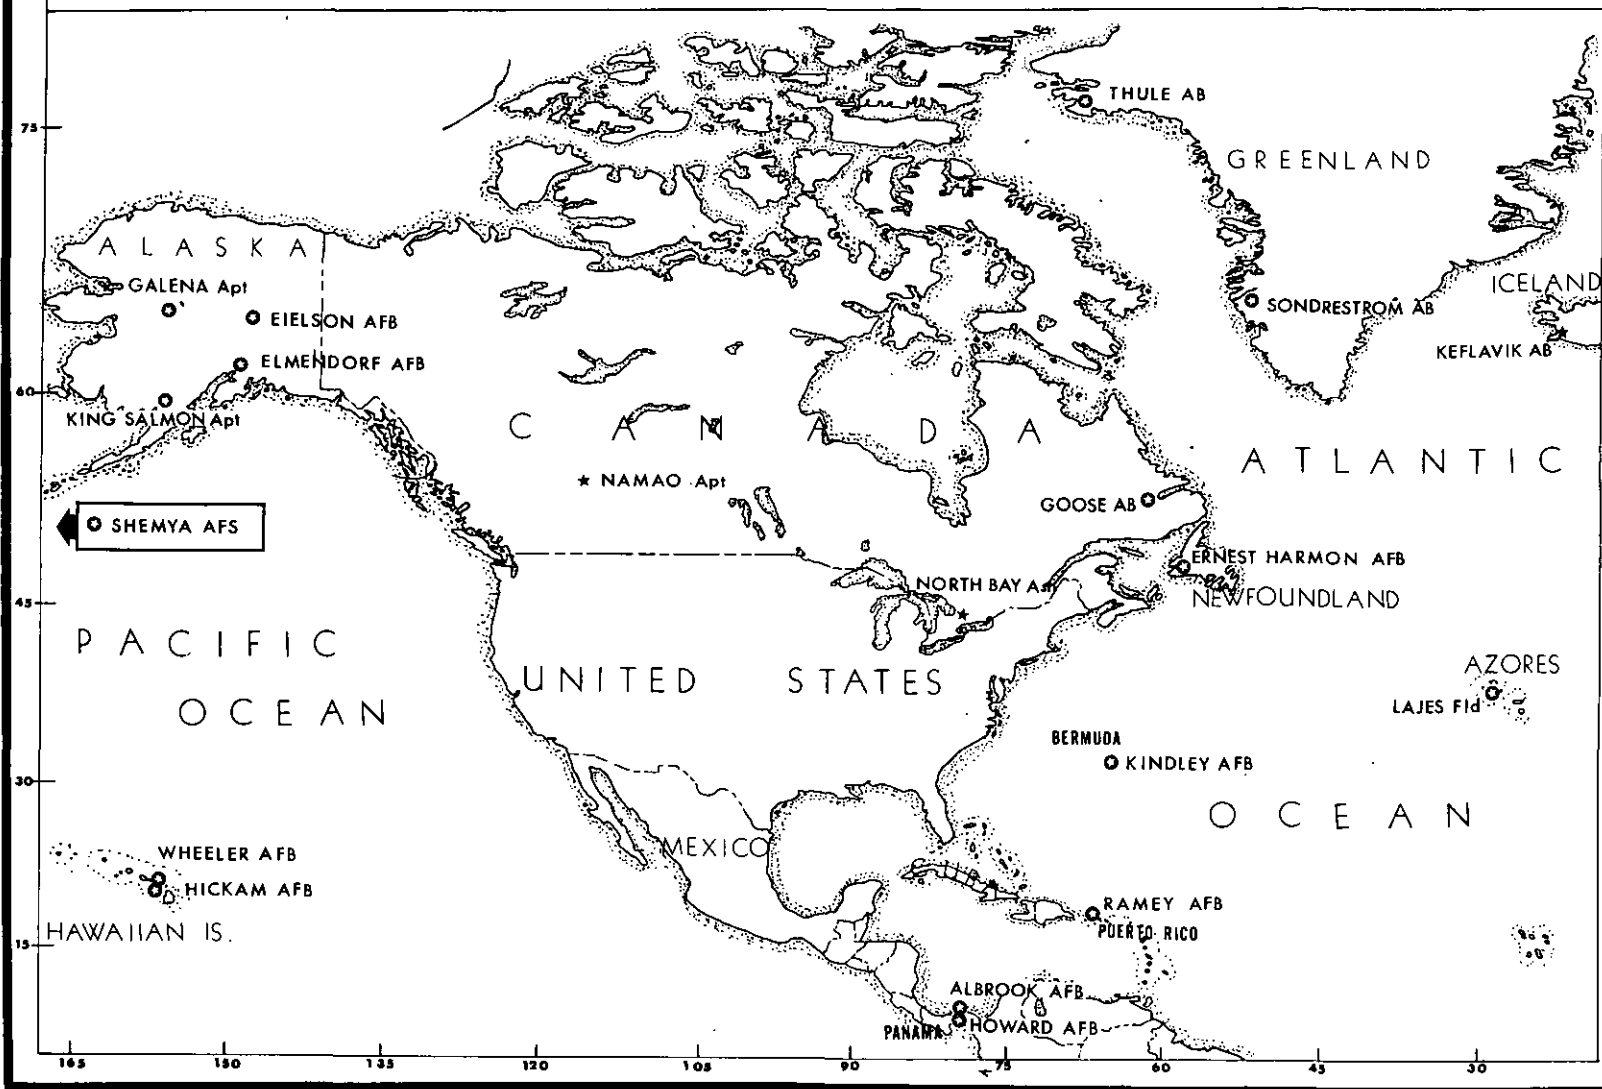 THULE AB
75
GREENLAND
ALASKA
GALENA Apt
ICELAND
SONDRESTROM AB
EIELSON AFB
KEFLAVIK AB
ELMENDORF AFB
60
KING SALMON Apt
CANADA
ATLANTIC
NAMAO Apt
GOOSE AB
SHEMYA AFS
ERNEST HARMON AFB
NORTH BAY
NEWFOUNDLAND
45
PACIFIC
OCEAN
UNITED STATES
AZORES
LAJES Fld
BERMUDA
KINDLEY AFB
30
OCEAN
MEXICO
WHEELER AFB
HICKAM AFB
CUBA
RAMEY AFB
PUERTO RICO
HAWAIIAN IS.
15
ALBROOK AFB
PANAMA
HOWARD AFB
165 150 135 120 105 90 75 60 45 30